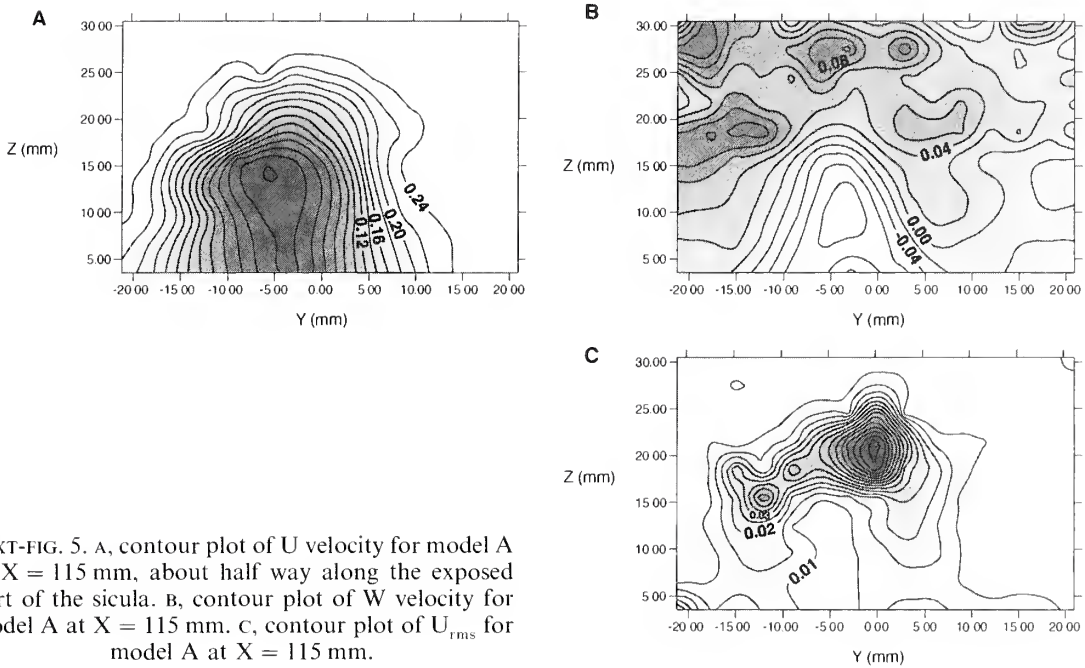 A
30 00
25 00
20 00
Z (mm)
15 00
10 00
5 00
0.24
0.20
0.16
0.12
-20 00 -15 00 -10 00 -5 00 0 00 5 00 10 00 15 00 20 00
Y (mm)
B
30 00
25 00
20 00
Z (mm)
15 00
10 00
5 00
0.08
0.04
0.00
-0.04
-20 00 -15 00 -10 00 -5 00 0 00 5 00 10 00 15 00 20 00
Y (mm)
C
30 00
25 00
20 00
Z (mm)
15 00
10 00
5 00
0.03
0.02
0.01
-20 00 -15 00 -10 00 -5 00 0 00 5 00 10 00 15 00 20 00
Y (mm)
XT-FIG. 5. A, contour plot of U velocity for model A
X = 115 mm, about half way along the exposed
rt of the sicula. B, contour plot of W velocity for
odel A at X = 115 mm. C, contour plot of Urms for
model A at X = 115 mm.